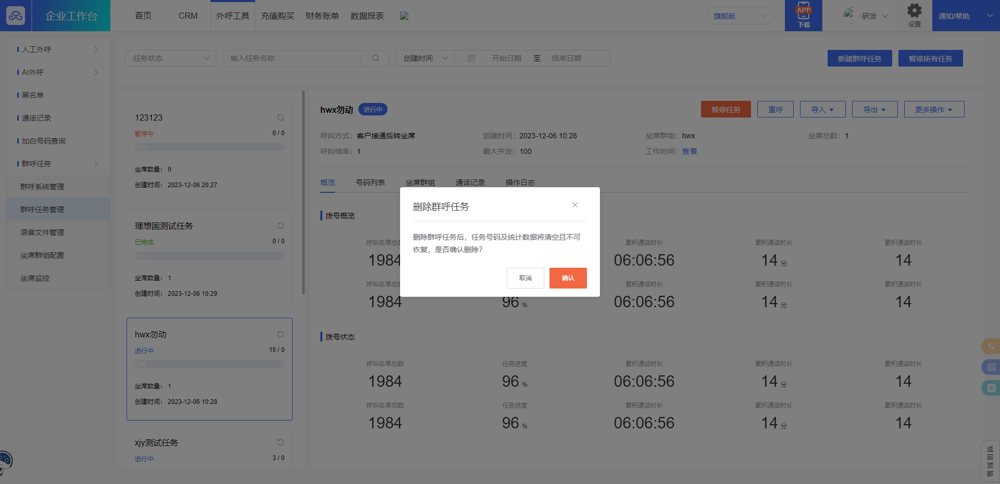 企业工作台
首页
CRM
外呼工具
充值购买
财务账单
数据报表
旗舰版
APP
下载
研发
设置
通知/帮助
人工外呼
AI外呼
黑名单
通话记录
加白号码查询
群呼任务
群呼系统管理
群呼任务管理
语音文件管理
坐席群组配置
坐席监控
任务状态
输入任务名称
创建时间
开始日期 至 结束日期
新建群呼任务
暂停所有任务
123123
暂停中 0 / 0
0%
坐席数量： 0
创建时间： 2023-12-06 20:27
理想国测试任务
已完成 0 / 0
0%
坐席数量： 1
创建时间： 2023-12-06 10:29
hwx勿动
进行中 15 / 0
0%
坐席数量： 1
创建时间： 2023-12-06 10:28
xjy测试任务
进行中 3 / 0
hwx勿动 进行中
暂停任务 重呼 导入 导出 更多操作
呼叫方式：客户接通后转坐席 创建时间：2023-12-06 10:28 坐席群组：hwx 坐席总数：1
呼叫倍率：1 最大并发：100 工作时间：查看
概览 号码列表 坐席群组 通话记录 操作日志
拨号概览
呼叫名单总 累积通话时长 累积通话时长 累积通话时长
1984 06:06:56 14 分 14
呼叫名单总 累积通话时长 累积通话时长 累积通话时长
1984 96 % 06:06:56 14 分 14
拨号状态
呼叫名单总数 任务进度 累积通话时长 累积通话时长 累积通话时长
1984 96 % 06:06:56 14 分 14
呼叫名单总数 任务进度 累积通话时长 累积通话时长 累积通话时长
1984 96 % 06:06:56 14 分 14
删除群呼任务
删除群呼任务后，任务号码及统计数据将清空且不可
恢复，是否确认删除？
取消 确认
返
回
顶
部